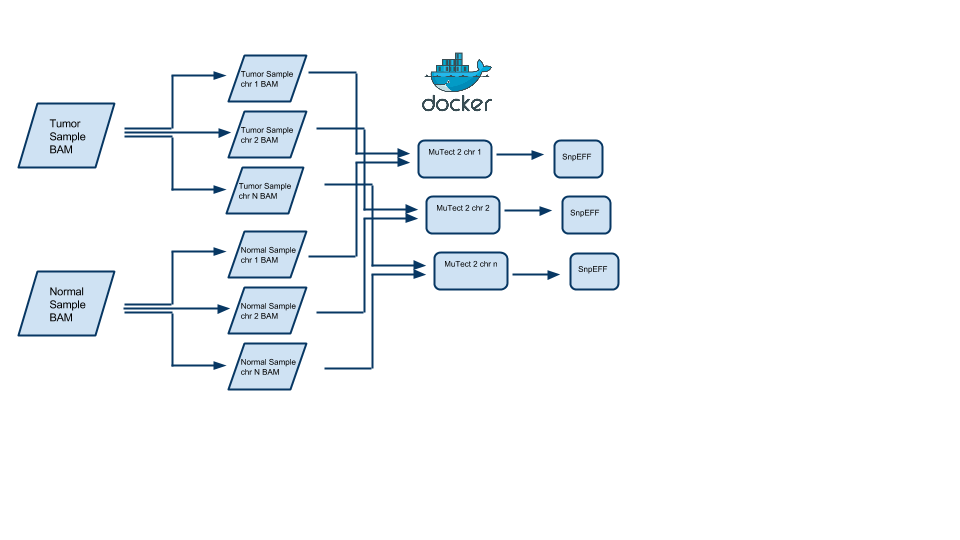 Tumor
Sample
BAM
Tumor Sample
chr 1 BAM
Tumor Sample
chr 2 BAM
Tumor Sample
chr N BAM
Normal
Sample
BAM
Normal Sample
chr 1 BAM
Normal Sample
chr 2 BAM
Normal Sample
chr N BAM
docker
MuTect 2 chr 1
SnpEFF
MuTect 2 chr 2
SnpEFF
MuTect 2 chr n
SnpEFF